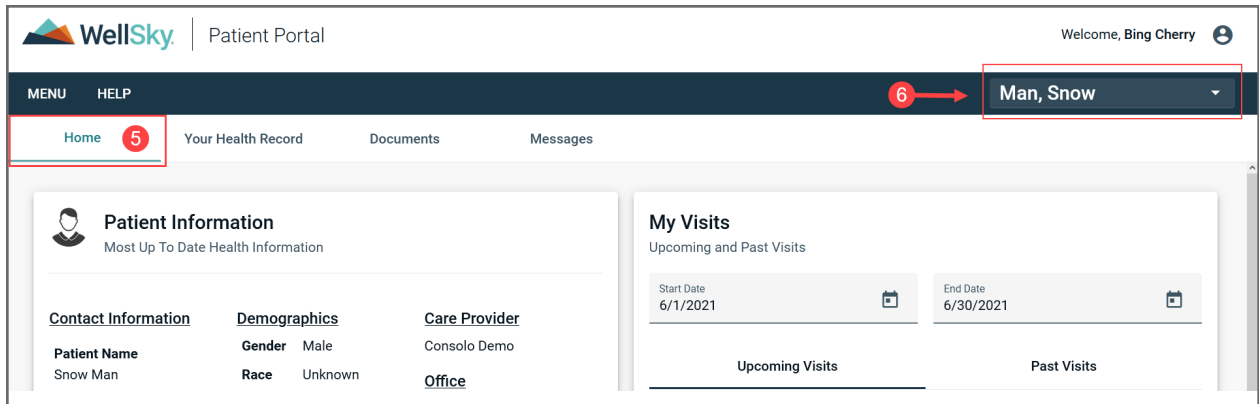 WellSky. Patient Portal
Welcome, Bing Cherry
MENU HELP
6
Man, Snow
Home 5 Your Health Record Documents Messages
Patient Information
Most Up To Date Health Information
Contact Information Demographics Care Provider
Patient Name
Snow Man
Gender Male
Race Unknown
Consolo Demo
Office
My Visits
Upcoming and Past Visits
Start Date
6/1/2021
End Date
6/30/2021
Upcoming Visits Past Visits